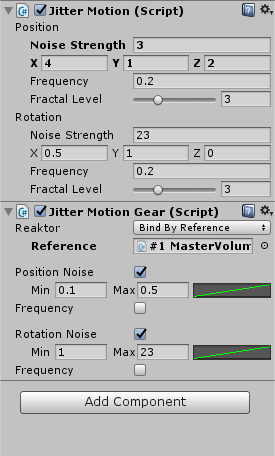 Jitter Motion (Script)
Position
Noise Strength 3
X 4 Y 1 Z 2
Frequency 0.2
Fractal Level 3
Rotation
Noise Strength 23
X 0.5 Y 1 Z 0
Frequency 0.2
Fractal Level 3
Jitter Motion Gear (Script)
Reaktor Bind By Reference
Reference #1 MasterVolum
Position Noise
Min 0.1 Max 0.5
Frequency
Rotation Noise
Min 1 Max 23
Frequency
Add Component